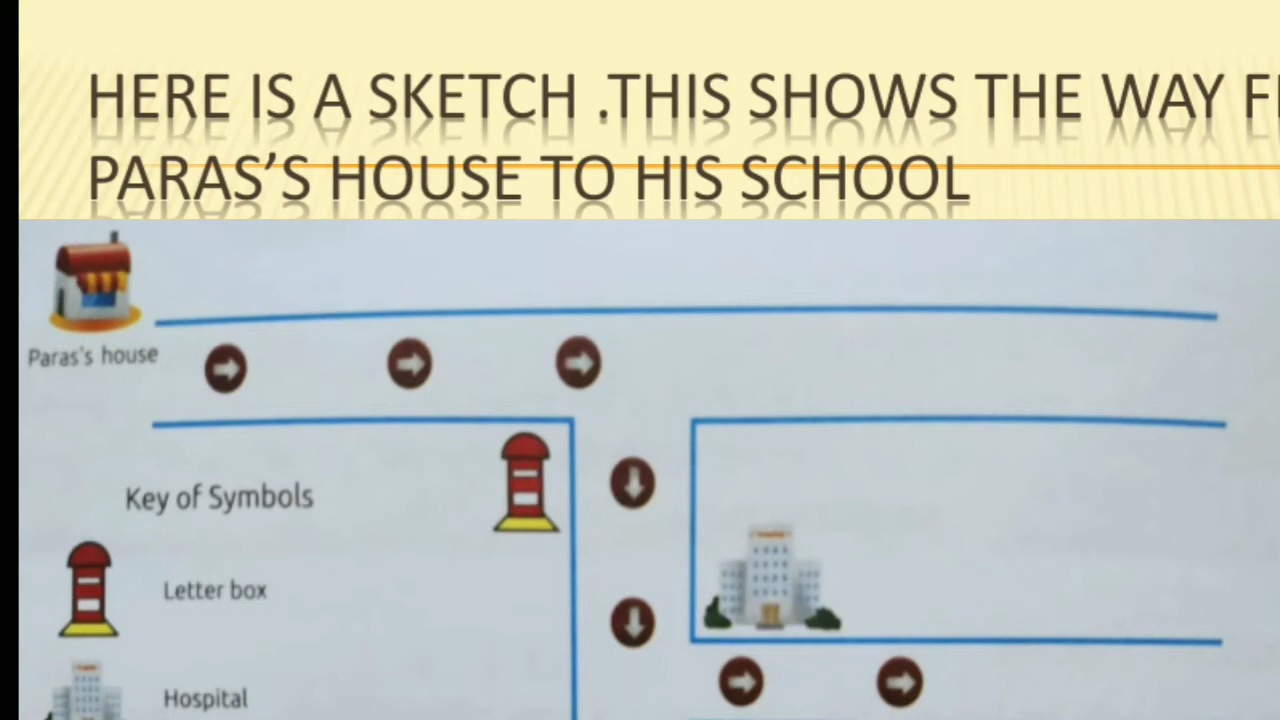 HERE IS A SKETCH .THIS SHOWS THE WAY
PARAS’S HOUSE TO HIS SCHOOL
Paras's house
Key of Symbols
Letter box
Hospital